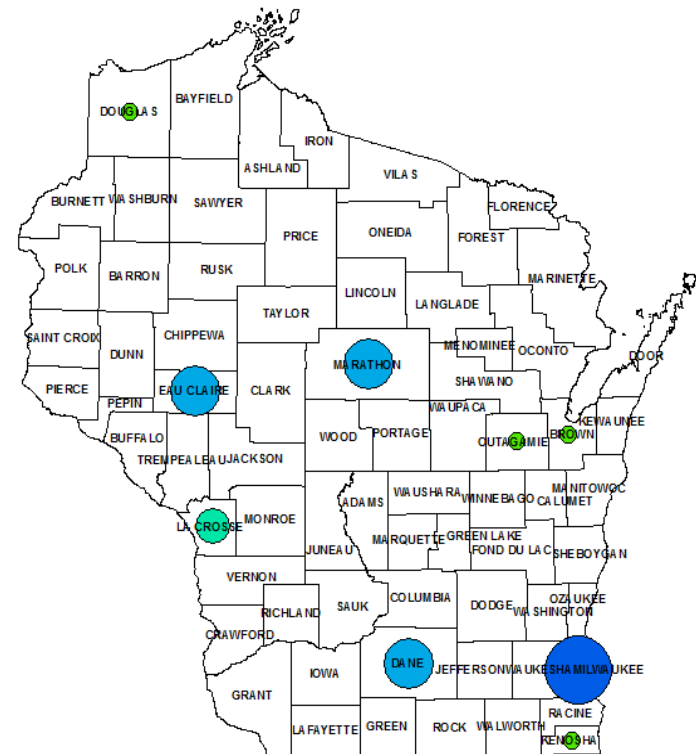 BAYFIELD
DOUGLAS
IRON
ASHLAND
VILAS
BURNETT
WASHBURN
SAWYER
FLORENCE
PRICE
ONEIDA
FOREST
POLK
BARRON
RUSK
MARINETTE
LINCOLN
LANGLADE
TAYLOR
SAINT CROIX
CHIPPEWA
DUNN
MENOMINEE
OCONTO
DOOR
MARATHON
PIERCE
EAU CLAIRE
CLARK
SHAWANO
PEPIN
WAUPACA
KEWAUNEE
BUFFALO
WOOD
PORTAGE
OUTAGAMIE
BROWN
TREMPEALEAU
JACKSON
ADAMS
WAUSHARA
WINNEBAGO
CALUMET
MANITOWOC
LA CROSSE
MONROE
JUNEAU
MARQUETTE
GREEN LAKE
FOND DU LAC
SHEBOYGAN
VERNON
COLUMBIA
RICHLAND
SAUK
DODGE
OZAUKEE
WASHINGTON
CRAWFORD
IOWA
DANE
JEFFERSON
WAUKESHA
MILWAUKEE
GRANT
LAFAYETTE
GREEN
ROCK
WALWORTH
RACINE
KENOSHA